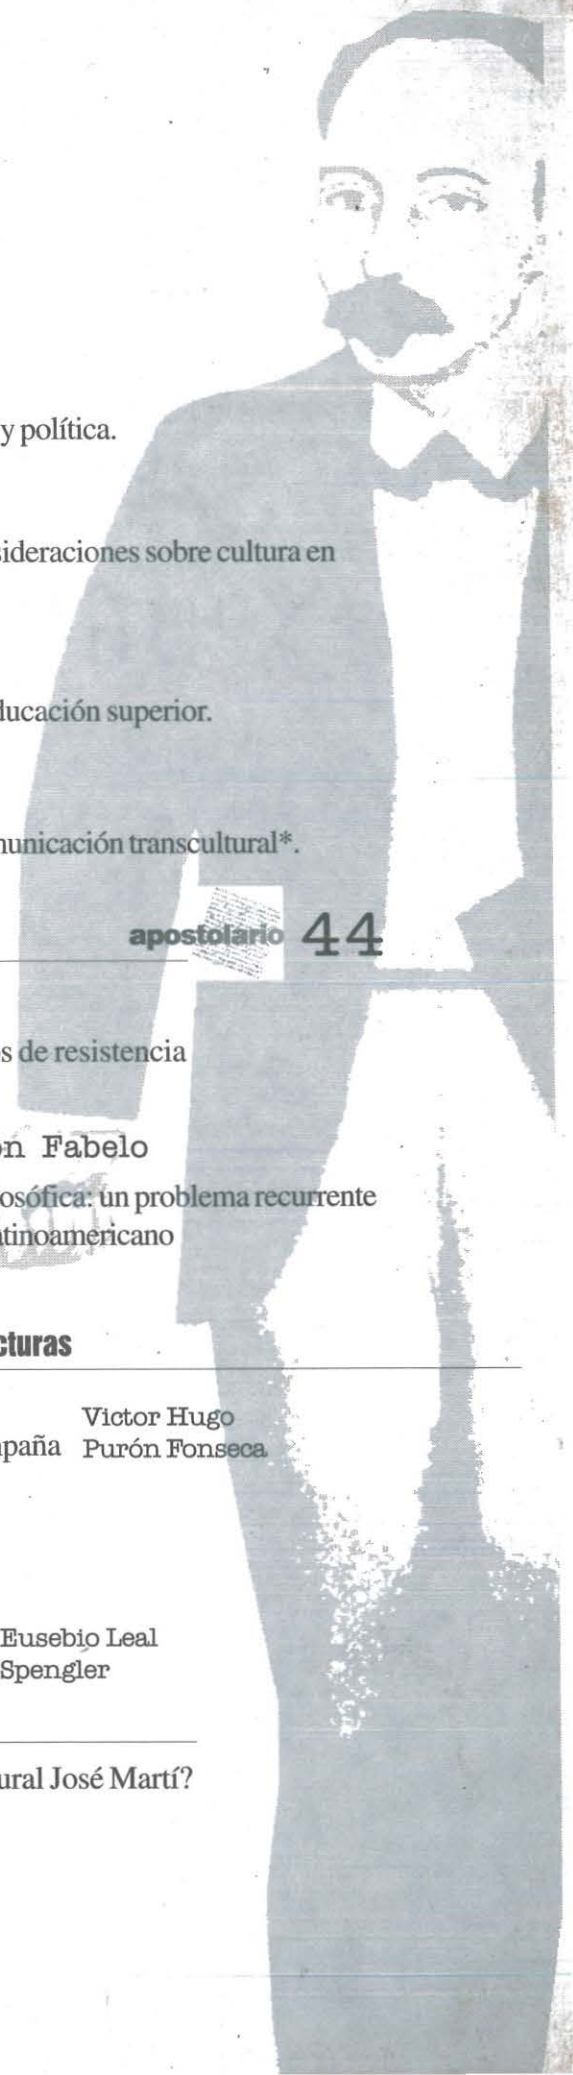 y política.
sideraciones sobre cultura en
ducación superior.
nunicación transcultural*.
apostolario 44
s de resistencia
on Fabelo
osófica: un problema recurrente
tinoamericano
cturas
Victor Hugo
paña Purón Fonseca
Eusebio Leal
Spengler
ural José Martí?